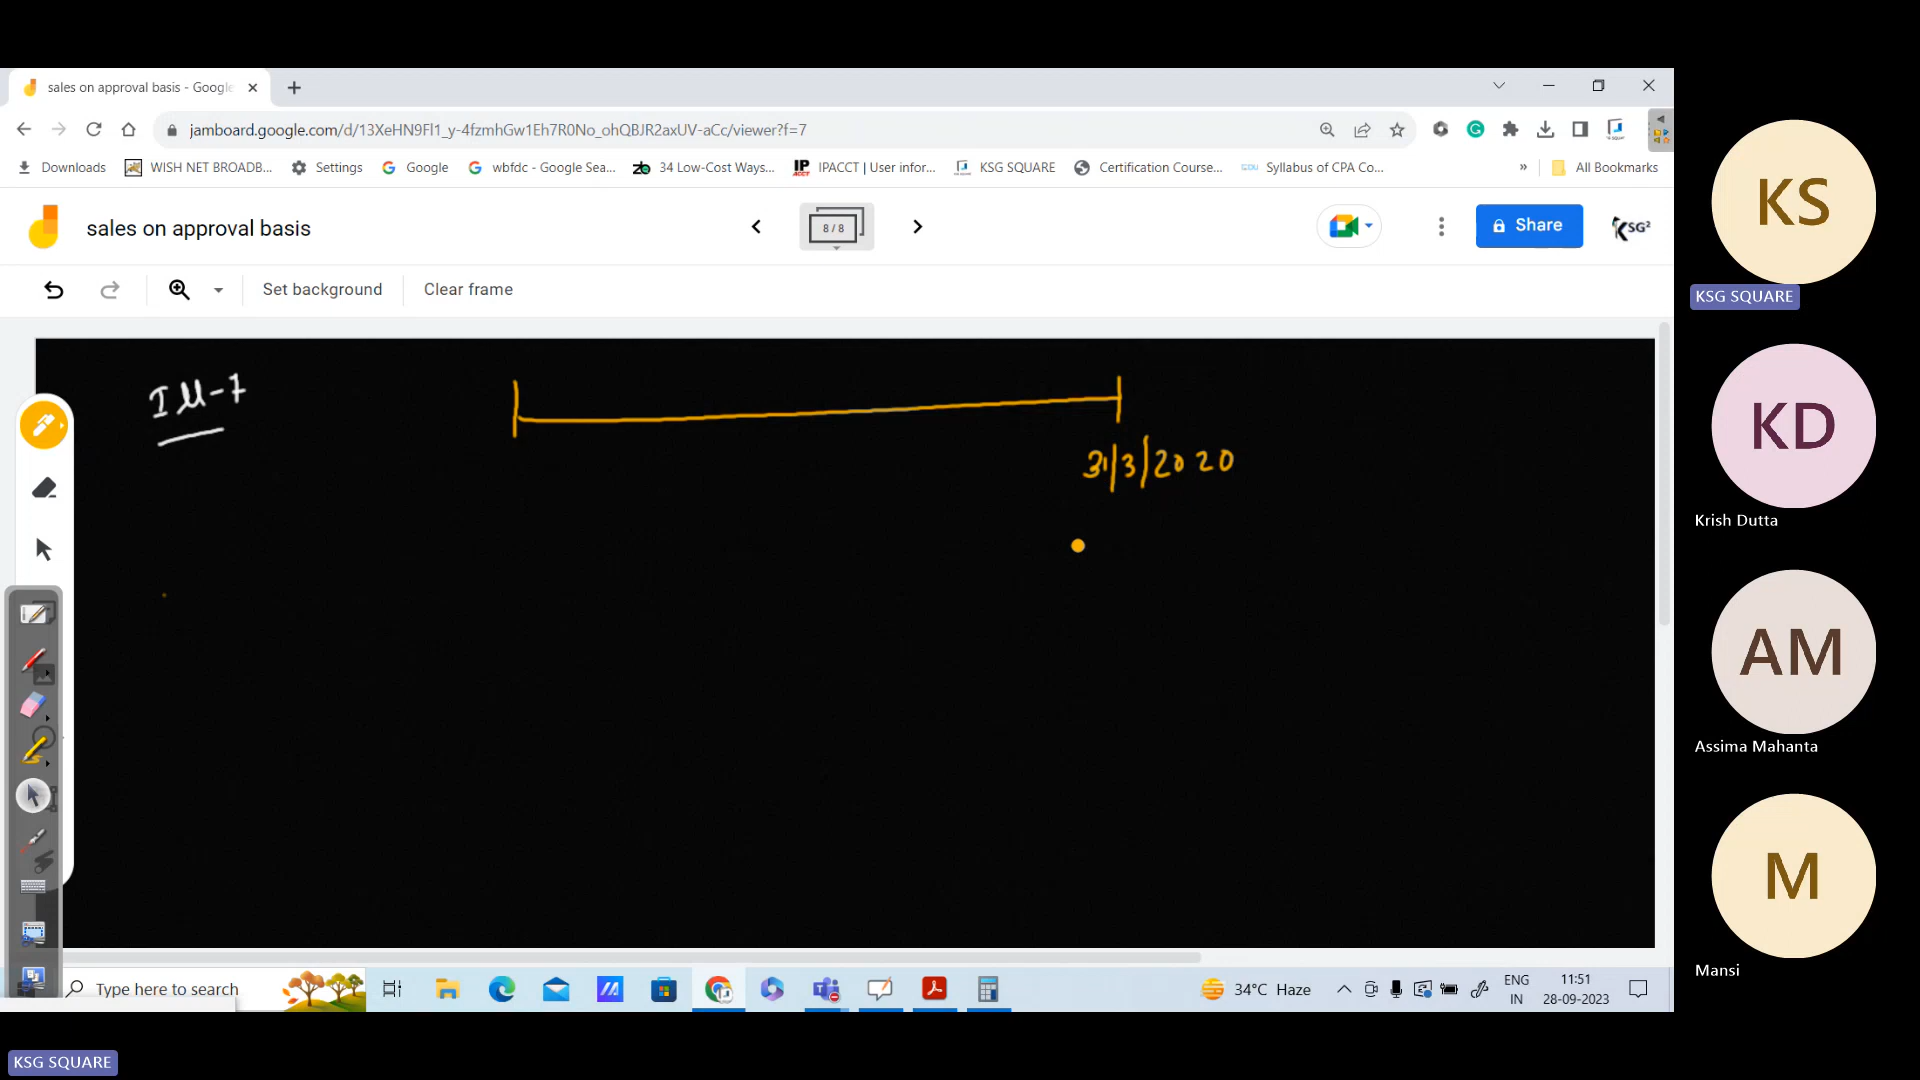 sales on approval basis - Google
jamboard.google.com/d/13XeHN9Fl1_y-4fzmhGw1Eh7R0No_ohQBJR2axUV-aCc/viewer?f=7
Downloads WISH NET BROADB... Settings Google wbfdc - Google Sea... 34 Low-Cost Ways... IPACCT | User infor... KSG SQUARE Certification Course... Syllabus of CPA Co... » All Bookmarks
sales on approval basis
8 / 8
Share
KSG²
Set background Clear frame
31/3/2020
Type here to search
34°C Haze
ENG
IN
11:51
28-09-2023
KS
KSG SQUARE
KD
Krish Dutta
AM
Assima Mahanta
M
Mansi
KSG SQUARE